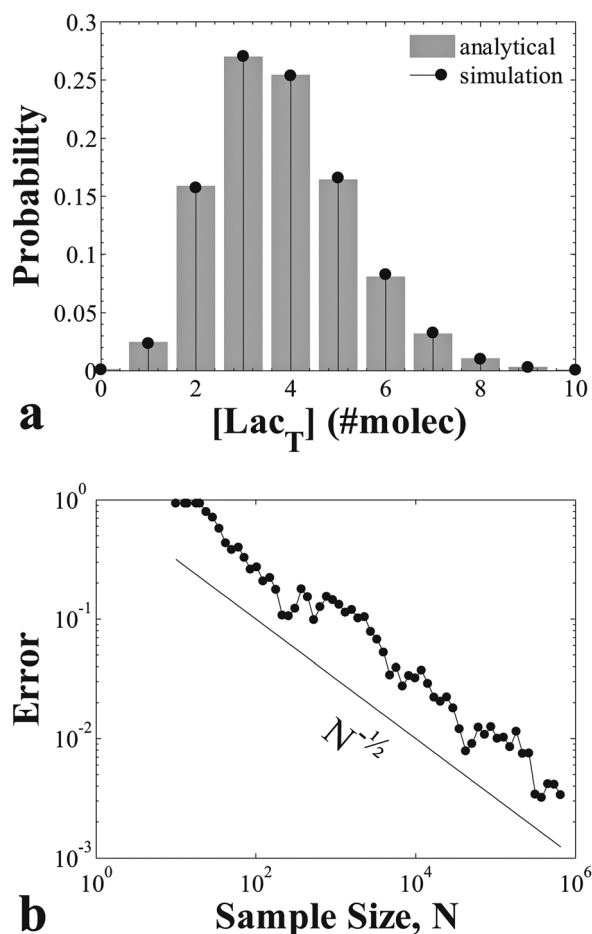 0.3
0.25
0.2
0.15
0.1
0.05
0
Probability
analytical
simulation
0 2 4 6 8 10
[Lac_T] (#molec)
a
10^0
10^-1
10^-2
10^-3
Error
N^-½
10^0 10^2 10^4 10^6
Sample Size, N
b